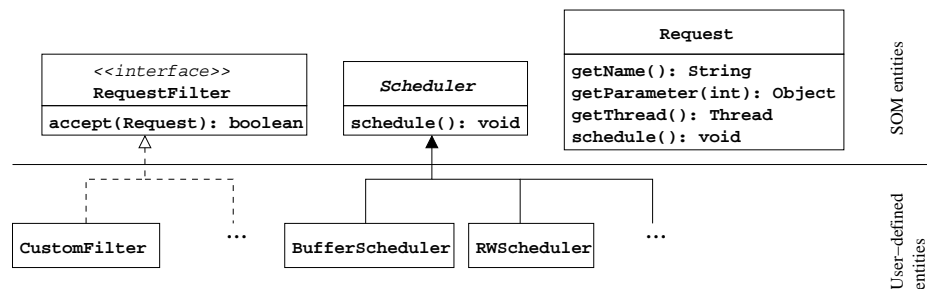 <<interface>>
RequestFilter
accept(Request): boolean
Scheduler
schedule(): void
Request
getName(): String
getParameter(int): Object
getThread(): Thread
schedule(): void
SOM entities
CustomFilter
...
BufferScheduler
RWScheduler
...
User−defined
entities